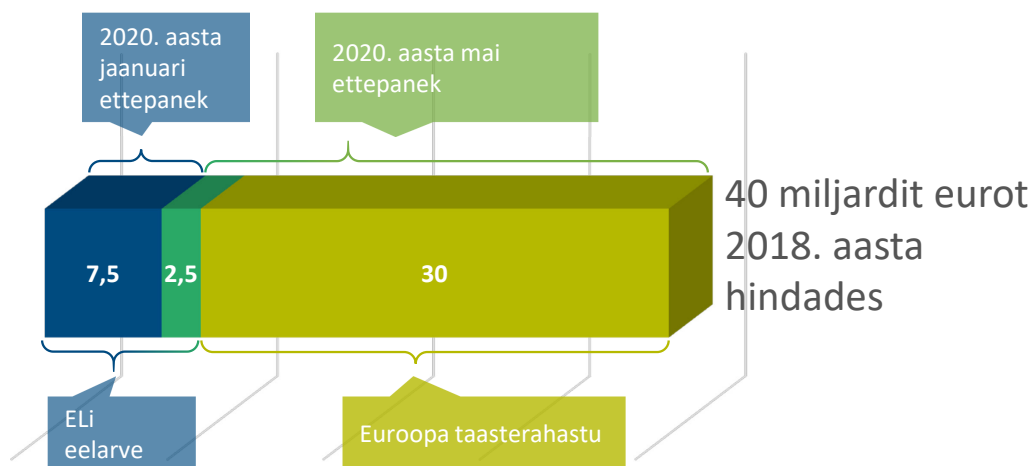 2020. aasta
jaanuari
ettepanek
2020. aasta mai
ettepanek
7,5
2,5
30
40 miljardit eurot
2018. aasta
hindades
ELi
eelarve
Euroopa taasterahastu